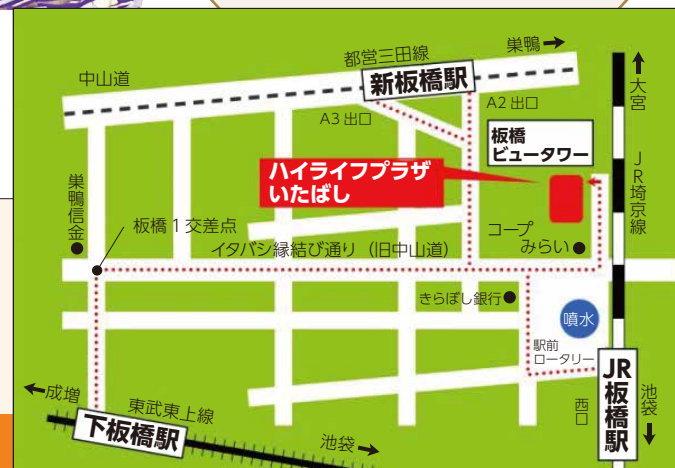 都営三田線
巣鴨→
中山道
新板橋駅
A3出口
A2出口
↑大宮
板橋
ビュータワー
JR埼京線
ハイライフプラザ
いたばし
巣鴨信金
板橋1交差点
イタバシ縁結び通り（旧中山道）
コープ
みらい
きらぼし銀行
噴水
駅前
ロータリー
JR
板橋駅
西口
池袋↓
←成増
東武東上線
下板橋駅
池袋→